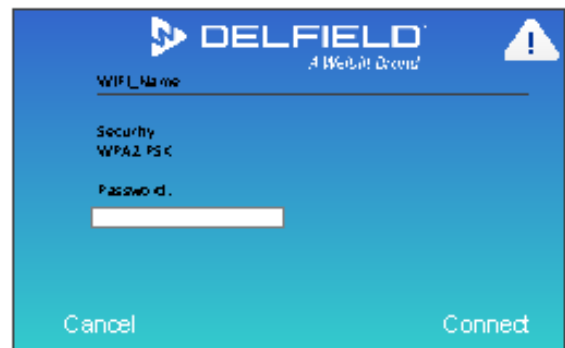 DELFIELD
A Welbilt Brand
WIFI_Name
Security
WPA2 PSK
Password:
Cancel
Connect